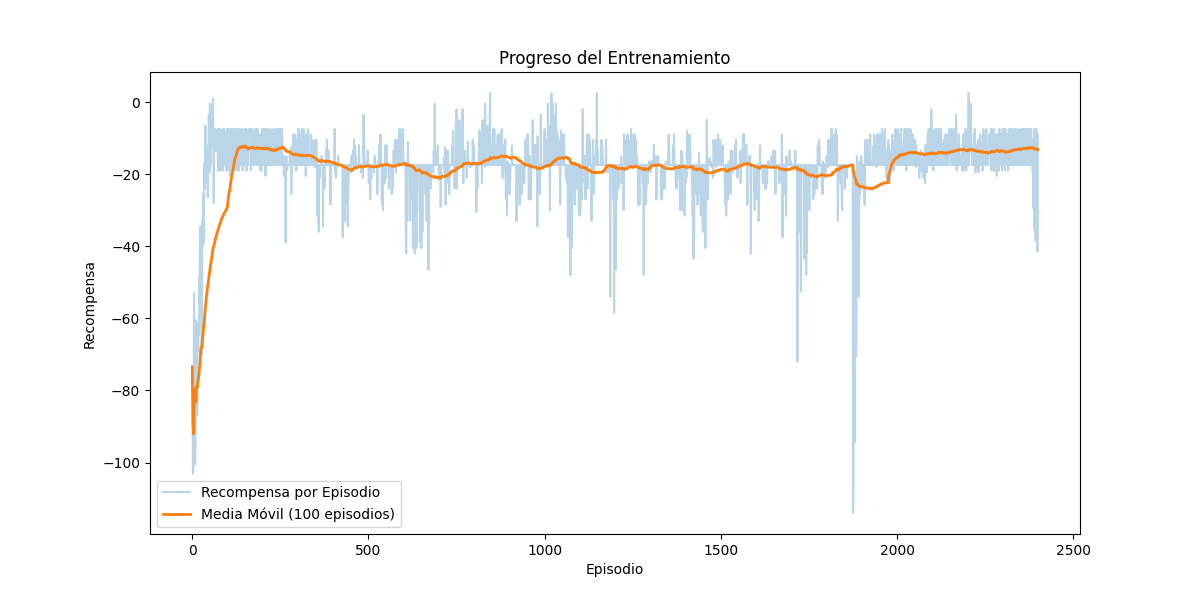 Progreso del Entrenamiento
Recompensa
0
−20
−40
−60
−80
−100
Recompensa por Episodio
Media Móvil (100 episodios)
0
500
1000
1500
2000
2500
Episodio